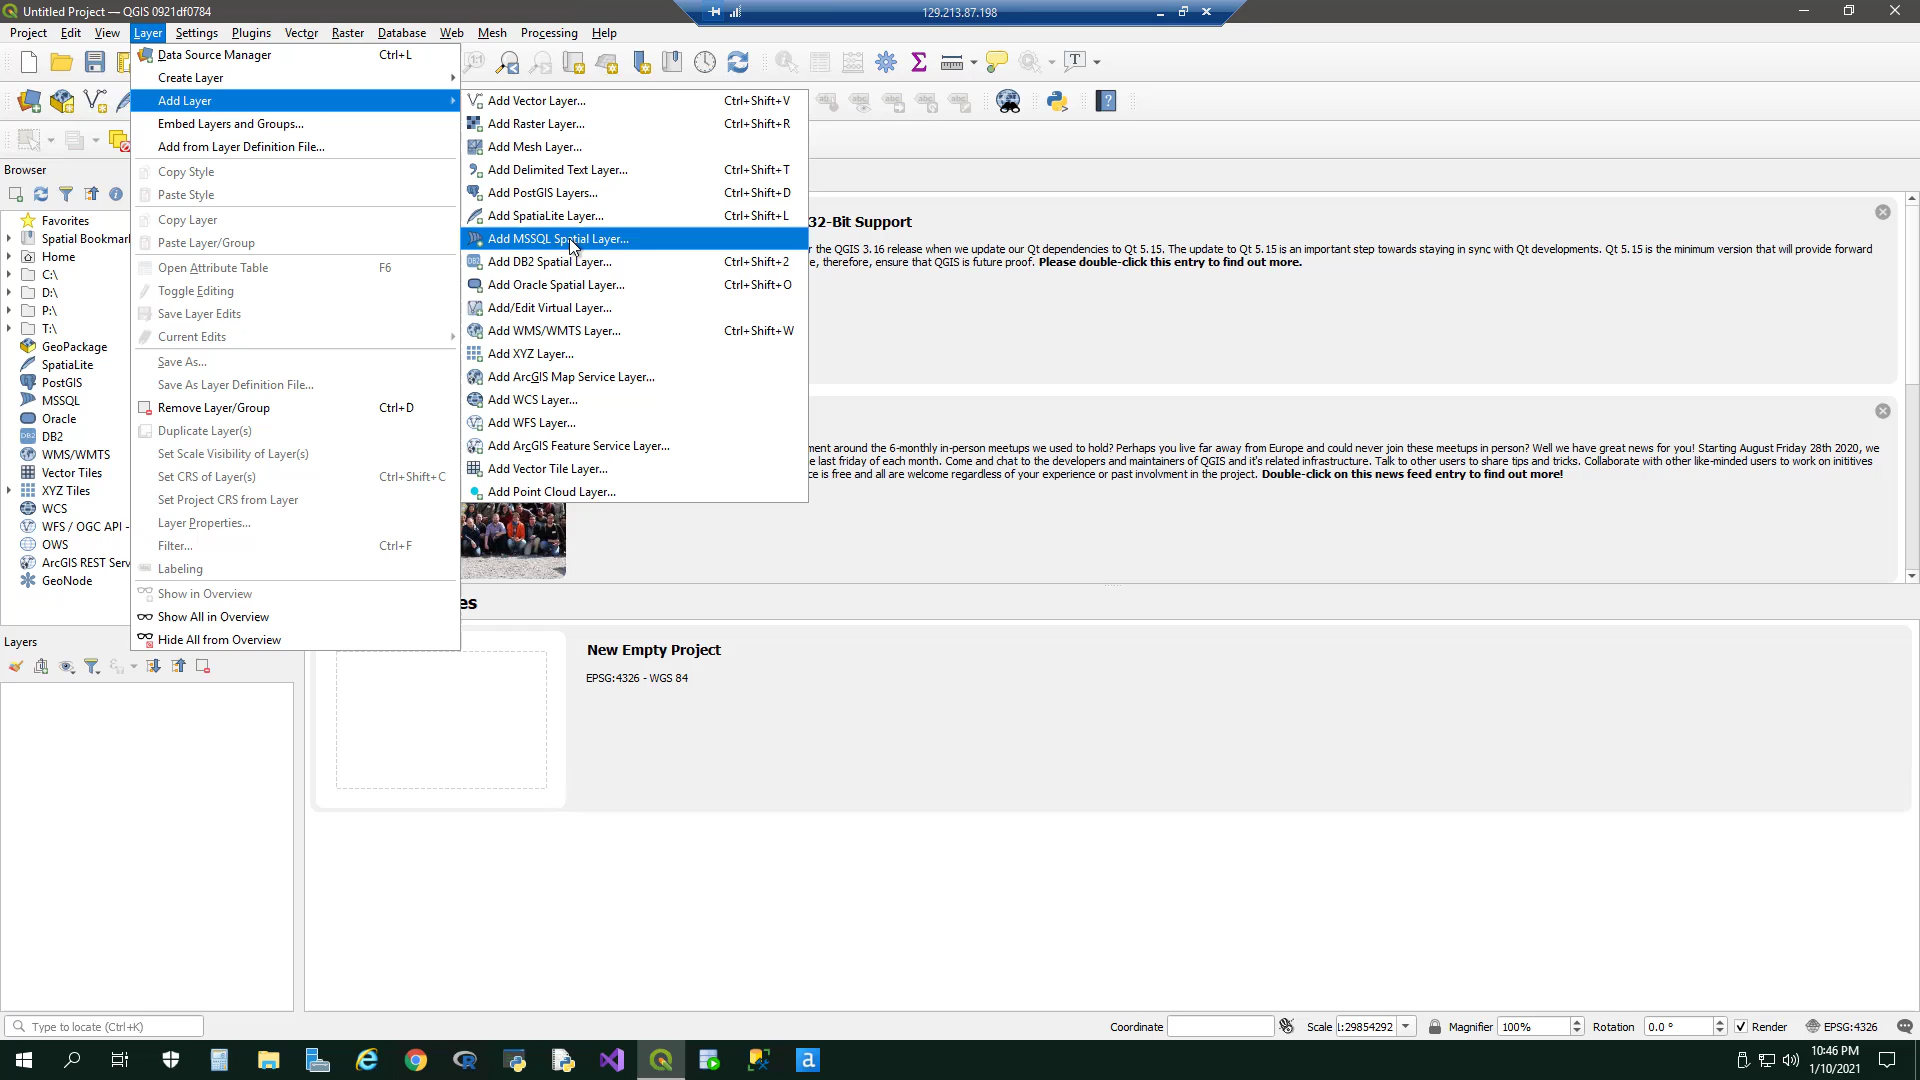 Untitled Project — QGIS 0921df0784
129.213.87.198
Project Edit View Layer Settings Plugins Vector Raster Database Web Mesh Processing Help
Data Source Manager Ctrl+L
Create Layer
Add Layer
Embed Layers and Groups...
Add from Layer Definition File...
Copy Style
Paste Style
Copy Layer
Paste Layer/Group
Open Attribute Table F6
Toggle Editing
Save Layer Edits
Current Edits
Save As...
Save As Layer Definition File...
Remove Layer/Group Ctrl+D
Duplicate Layer(s)
Set Scale Visibility of Layer(s)
Set CRS of Layer(s) Ctrl+Shift+C
Set Project CRS from Layer
Layer Properties...
Filter... Ctrl+F
Labeling
Show in Overview
Show All in Overview
Hide All from Overview
Add Vector Layer... Ctrl+Shift+V
Add Raster Layer... Ctrl+Shift+R
Add Mesh Layer...
Add Delimited Text Layer... Ctrl+Shift+T
Add PostGIS Layers... Ctrl+Shift+D
Add SpatiaLite Layer... Ctrl+Shift+L
Add MSSQL Spatial Layer...
Add DB2 Spatial Layer... Ctrl+Shift+2
Add Oracle Spatial Layer... Ctrl+Shift+O
Add/Edit Virtual Layer...
Add WMS/WMTS Layer... Ctrl+Shift+W
Add XYZ Layer...
Add ArcGIS Map Service Layer...
Add WCS Layer...
Add WFS Layer...
Add ArcGIS Feature Service Layer...
Add Vector Tile Layer...
Add Point Cloud Layer...
Browser
Favorites
Spatial Bookmar
Home
C:\
D:\
P:\
T:\
GeoPackage
SpatiaLite
PostGIS
MSSQL
Oracle
DB2
WMS/WMTS
Vector Tiles
XYZ Tiles
WCS
WFS / OGC API -
OWS
ArcGIS REST Serv
GeoNode
Layers
32-Bit Support
r the QGIS 3.16 release when we update our Qt dependencies to Qt 5.15. The update to Qt 5.15 is an important step towards staying in sync with Qt developments. Qt 5.15 is the minimum version that will provide forward
e, therefore, ensure that QGIS is future proof. Please double-click this entry to find out more.
ment around the 6-monthly in-person meetups we used to hold? Perhaps you live far away from Europe and could never join these meetups in person? Well we have great news for you! Starting August Friday 28th 2020, we
e last friday of each month. Come and chat to the developers and maintainers of QGIS and it's related infrastructure. Talk to other users to share tips and tricks. Collaborate with other like-minded users to work on inititives
ce is free and all are welcome regardless of your experience or past involvment in the project. Double-click on this news feed entry to find out more!
es
New Empty Project
EPSG:4326 - WGS 84
Type to locate (Ctrl+K)
Coordinate
Scale 1:29854292
Magnifier 100%
Rotation 0.0 °
Render
EPSG:4326
10:46 PM
1/10/2021